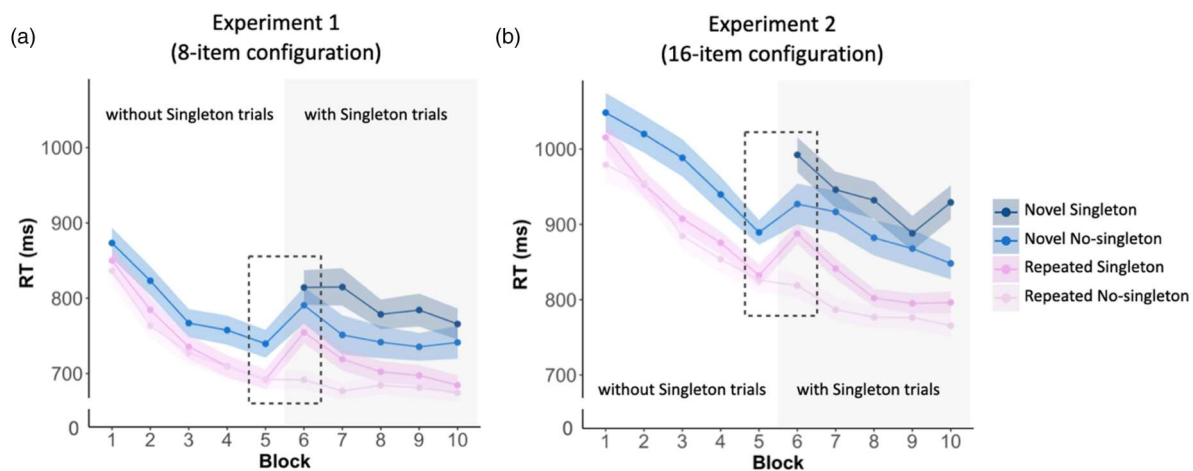 (a)
Experiment 1
(8-item configuration)
without Singleton trials
with Singleton trials
RT (ms)
1000
900
800
700
0
1 2 3 4 5 6 7 8 9 10
Block
(b)
Experiment 2
(16-item configuration)
RT (ms)
1000
900
800
700
0
without Singleton trials
with Singleton trials
1 2 3 4 5 6 7 8 9 10
Block
Novel Singleton
Novel No-singleton
Repeated Singleton
Repeated No-singleton